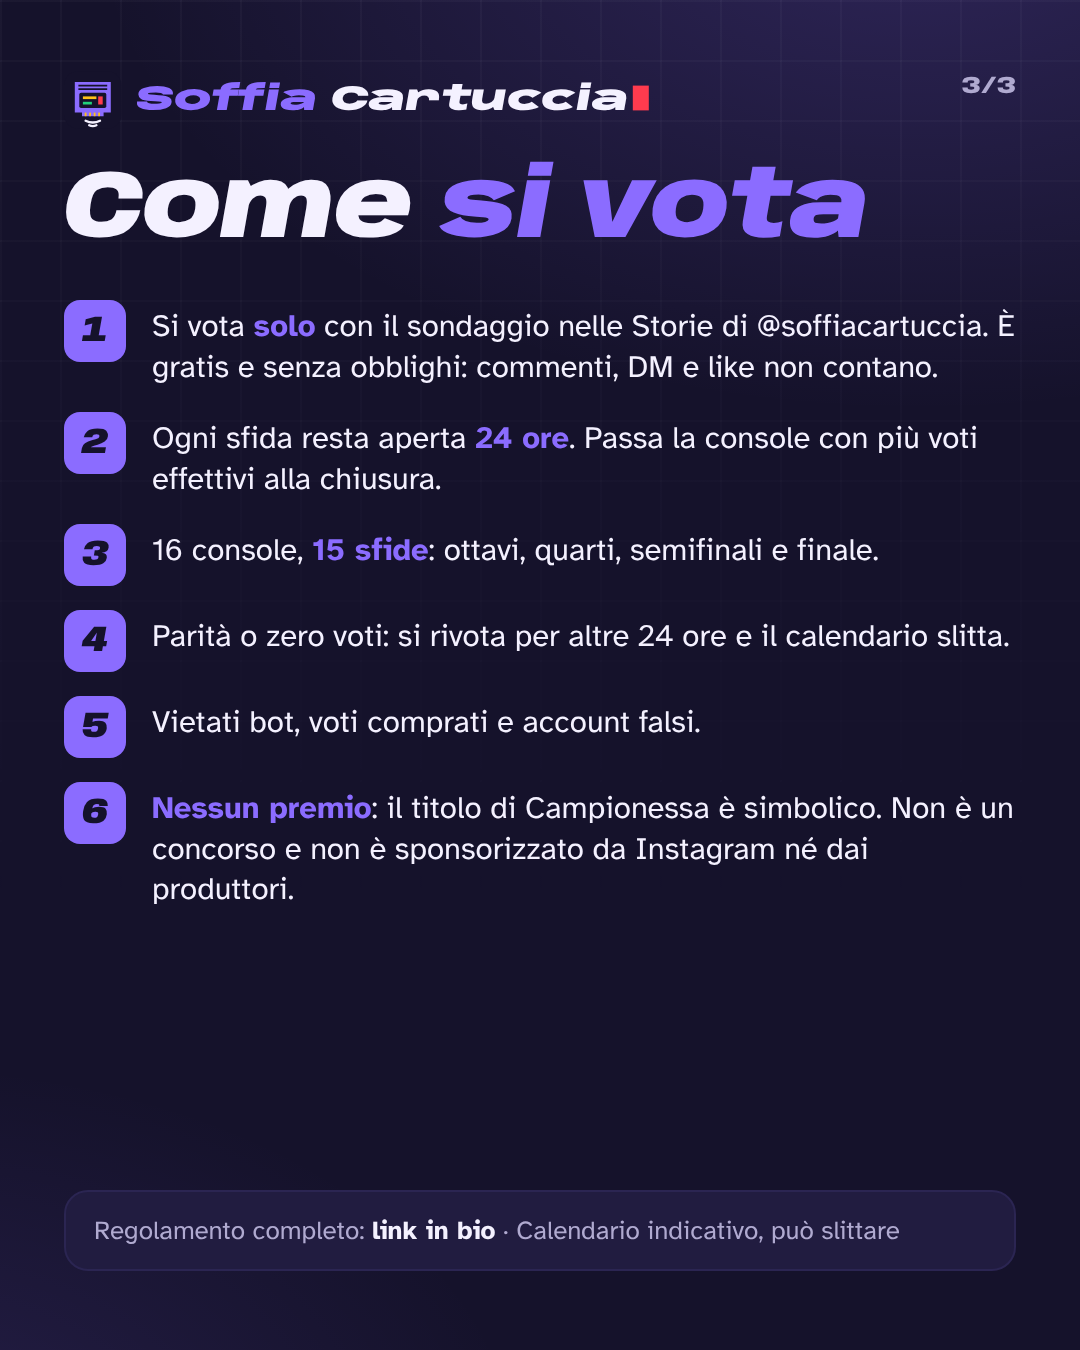 Soffia Cartuccia
3/3
Come si vota
1
Si vota solo con il sondaggio nelle Storie di @soffiacartuccia. È
gratis e senza obblighi: commenti, DM e like non contano.
2
Ogni sfida resta aperta 24 ore. Passa la console con più voti
effettivi alla chiusura.
3
16 console, 15 sfide: ottavi, quarti, semifinali e finale.
4
Parità o zero voti: si rivota per altre 24 ore e il calendario slitta.
5
Vietati bot, voti comprati e account falsi.
6
Nessun premio: il titolo di Campionessa è simbolico. Non è un
concorso e non è sponsorizzato da Instagram né dai
produttori.
Regolamento completo: link in bio · Calendario indicativo, può slittare